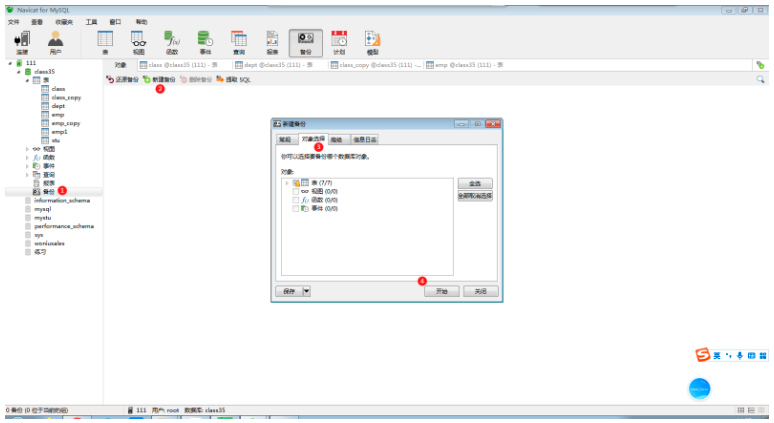 Navicat for MySQL
文件 查看 收藏夹 工具 窗口 帮助
连接 用户 表 视图 函数 事件 查询 报表 备份 计划 模型
111
class35
表
class
class_copy
dept
emp
emp_copy
emp1
stu
视图
函数
事件
查询
报表
备份 1
information_schema
mysql
mystu
performance_schema
sys
woniusales
练习
对象 class @class35 (111) - 表 dept @class35 (111) - 表 class_copy @class35 (111) -... emp @class35 (111) - 表
还原备份 新建备份 删除备份 提取 SQL
2
新建备份
常规 对象选择 高级 信息日志
3
你可以选择要备份哪个数据库对象。
对象:
表 (7/7)
视图 (0/0)
函数 (0/0)
事件 (0/0)
全选
全部取消选择
4
保存 开始 关闭
英
0 备份 (0 位于当前的组) 111 用户: root 数据库: class35